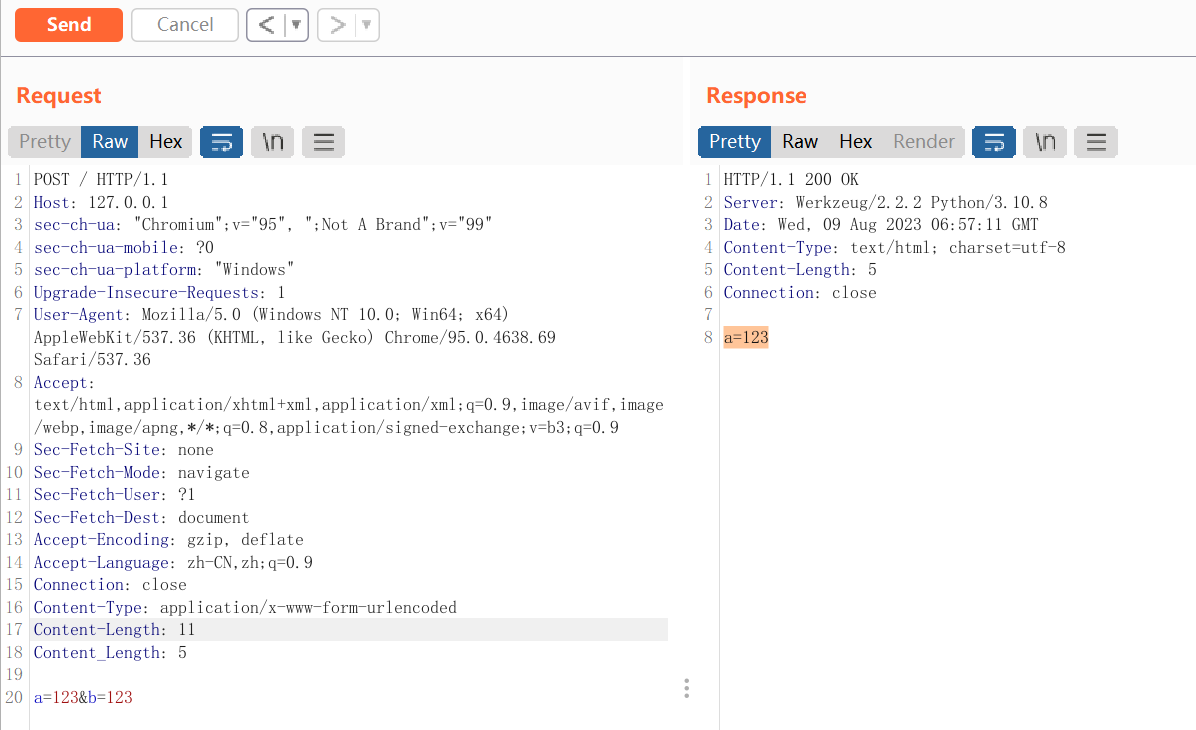 Send
Cancel
< ▼
> ▼
Request
Pretty Raw Hex \n
1 POST / HTTP/1.1
2 Host: 127.0.0.1
3 sec-ch-ua: "Chromium";v="95", ";Not A Brand";v="99"
4 sec-ch-ua-mobile: ?0
5 sec-ch-ua-platform: "Windows"
6 Upgrade-Insecure-Requests: 1
7 User-Agent: Mozilla/5.0 (Windows NT 10.0; Win64; x64)
AppleWebKit/537.36 (KHTML, like Gecko) Chrome/95.0.4638.69
Safari/537.36
8 Accept:
text/html,application/xhtml+xml,application/xml;q=0.9,image/avif,image
/webp,image/apng,*/*;q=0.8,application/signed-exchange;v=b3;q=0.9
9 Sec-Fetch-Site: none
10 Sec-Fetch-Mode: navigate
11 Sec-Fetch-User: ?1
12 Sec-Fetch-Dest: document
13 Accept-Encoding: gzip, deflate
14 Accept-Language: zh-CN,zh;q=0.9
15 Connection: close
16 Content-Type: application/x-www-form-urlencoded
17 Content-Length: 11
18 Content_Length: 5
19
20 a=123&b=123
Response
Pretty Raw Hex Render \n
1 HTTP/1.1 200 OK
2 Server: Werkzeug/2.2.2 Python/3.10.8
3 Date: Wed, 09 Aug 2023 06:57:11 GMT
4 Content-Type: text/html; charset=utf-8
5 Content-Length: 5
6 Connection: close
7
8 a=123